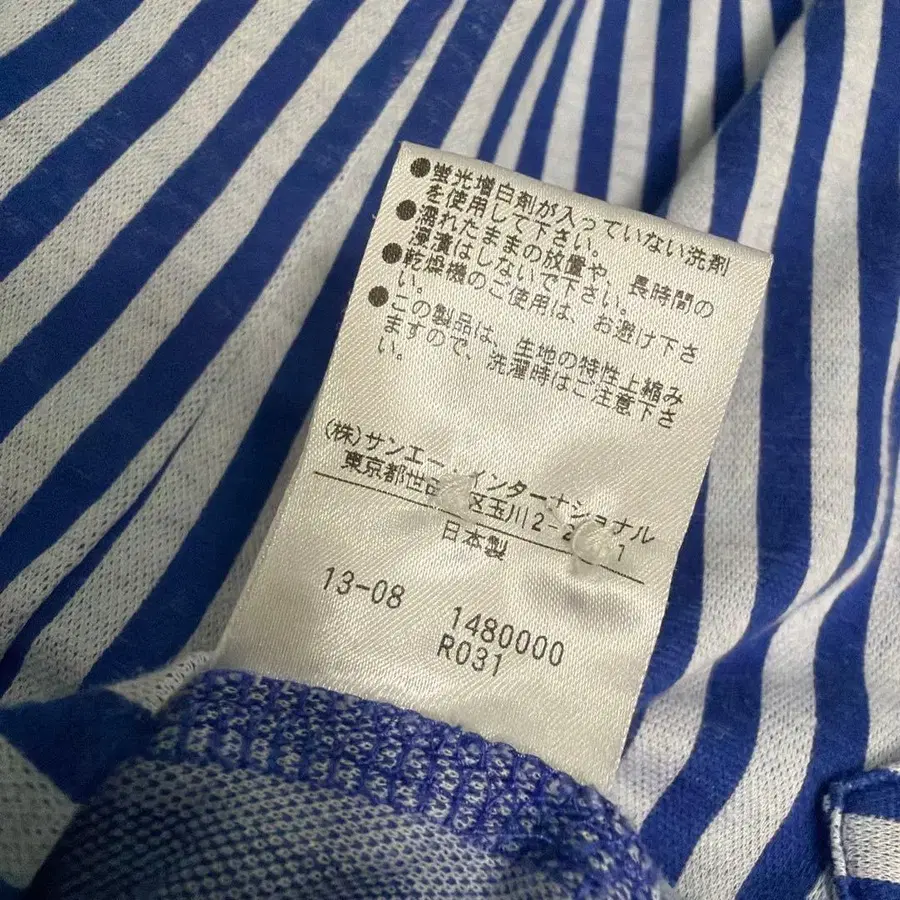 ●蛍光増白剤が入っていない洗剤
を使用して下さい。
●濡れたままの放置や、長時間の
浸漬はしないで下さい。
●乾燥機のご使用は、お避け下さ
い。
●この製品は、生地の特性上縮み
ますので、洗濯時はご注意下さ
い。
(株)サンエー・インターナショナル
東京都世 区玉川2-2 1
日本製
13-08
1480000
R031